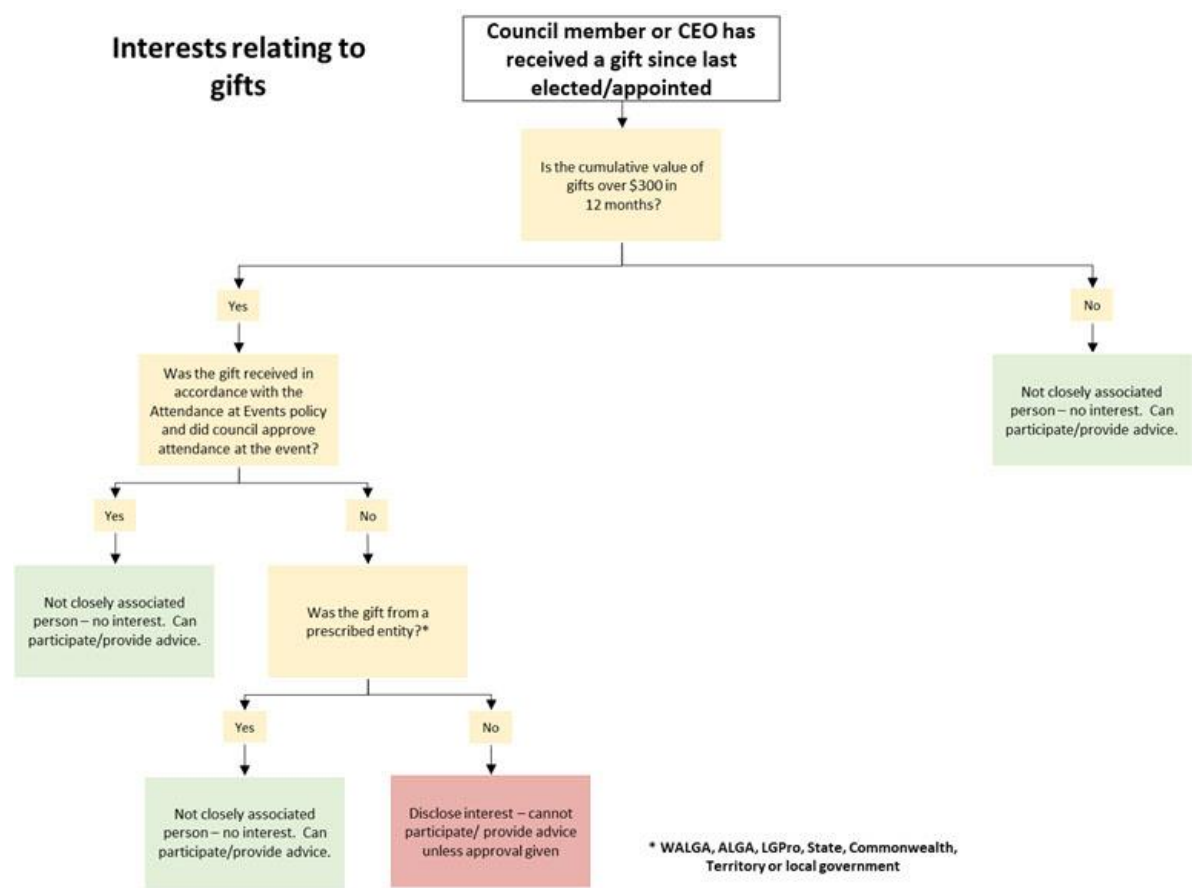 Interests relating to
gifts
Council member or CEO has
received a gift since last
elected/appointed
Is the cumulative value of
gifts over $300 in
12 months?
Yes
No
Was the gift received in
accordance with the
Attendance at Events policy
and did council approve
attendance at the event?
Not closely associated
person – no interest. Can
participate/provide advice.
Yes
No
Not closely associated
person – no interest. Can
participate/provide advice.
Was the gift from a
prescribed entity?*
Yes
No
Not closely associated
person – no interest. Can
participate/provide advice.
Disclose interest – cannot
participate/ provide advice
unless approval given
* WALGA, ALGA, LGPro, State, Commonwealth,
Territory or local government